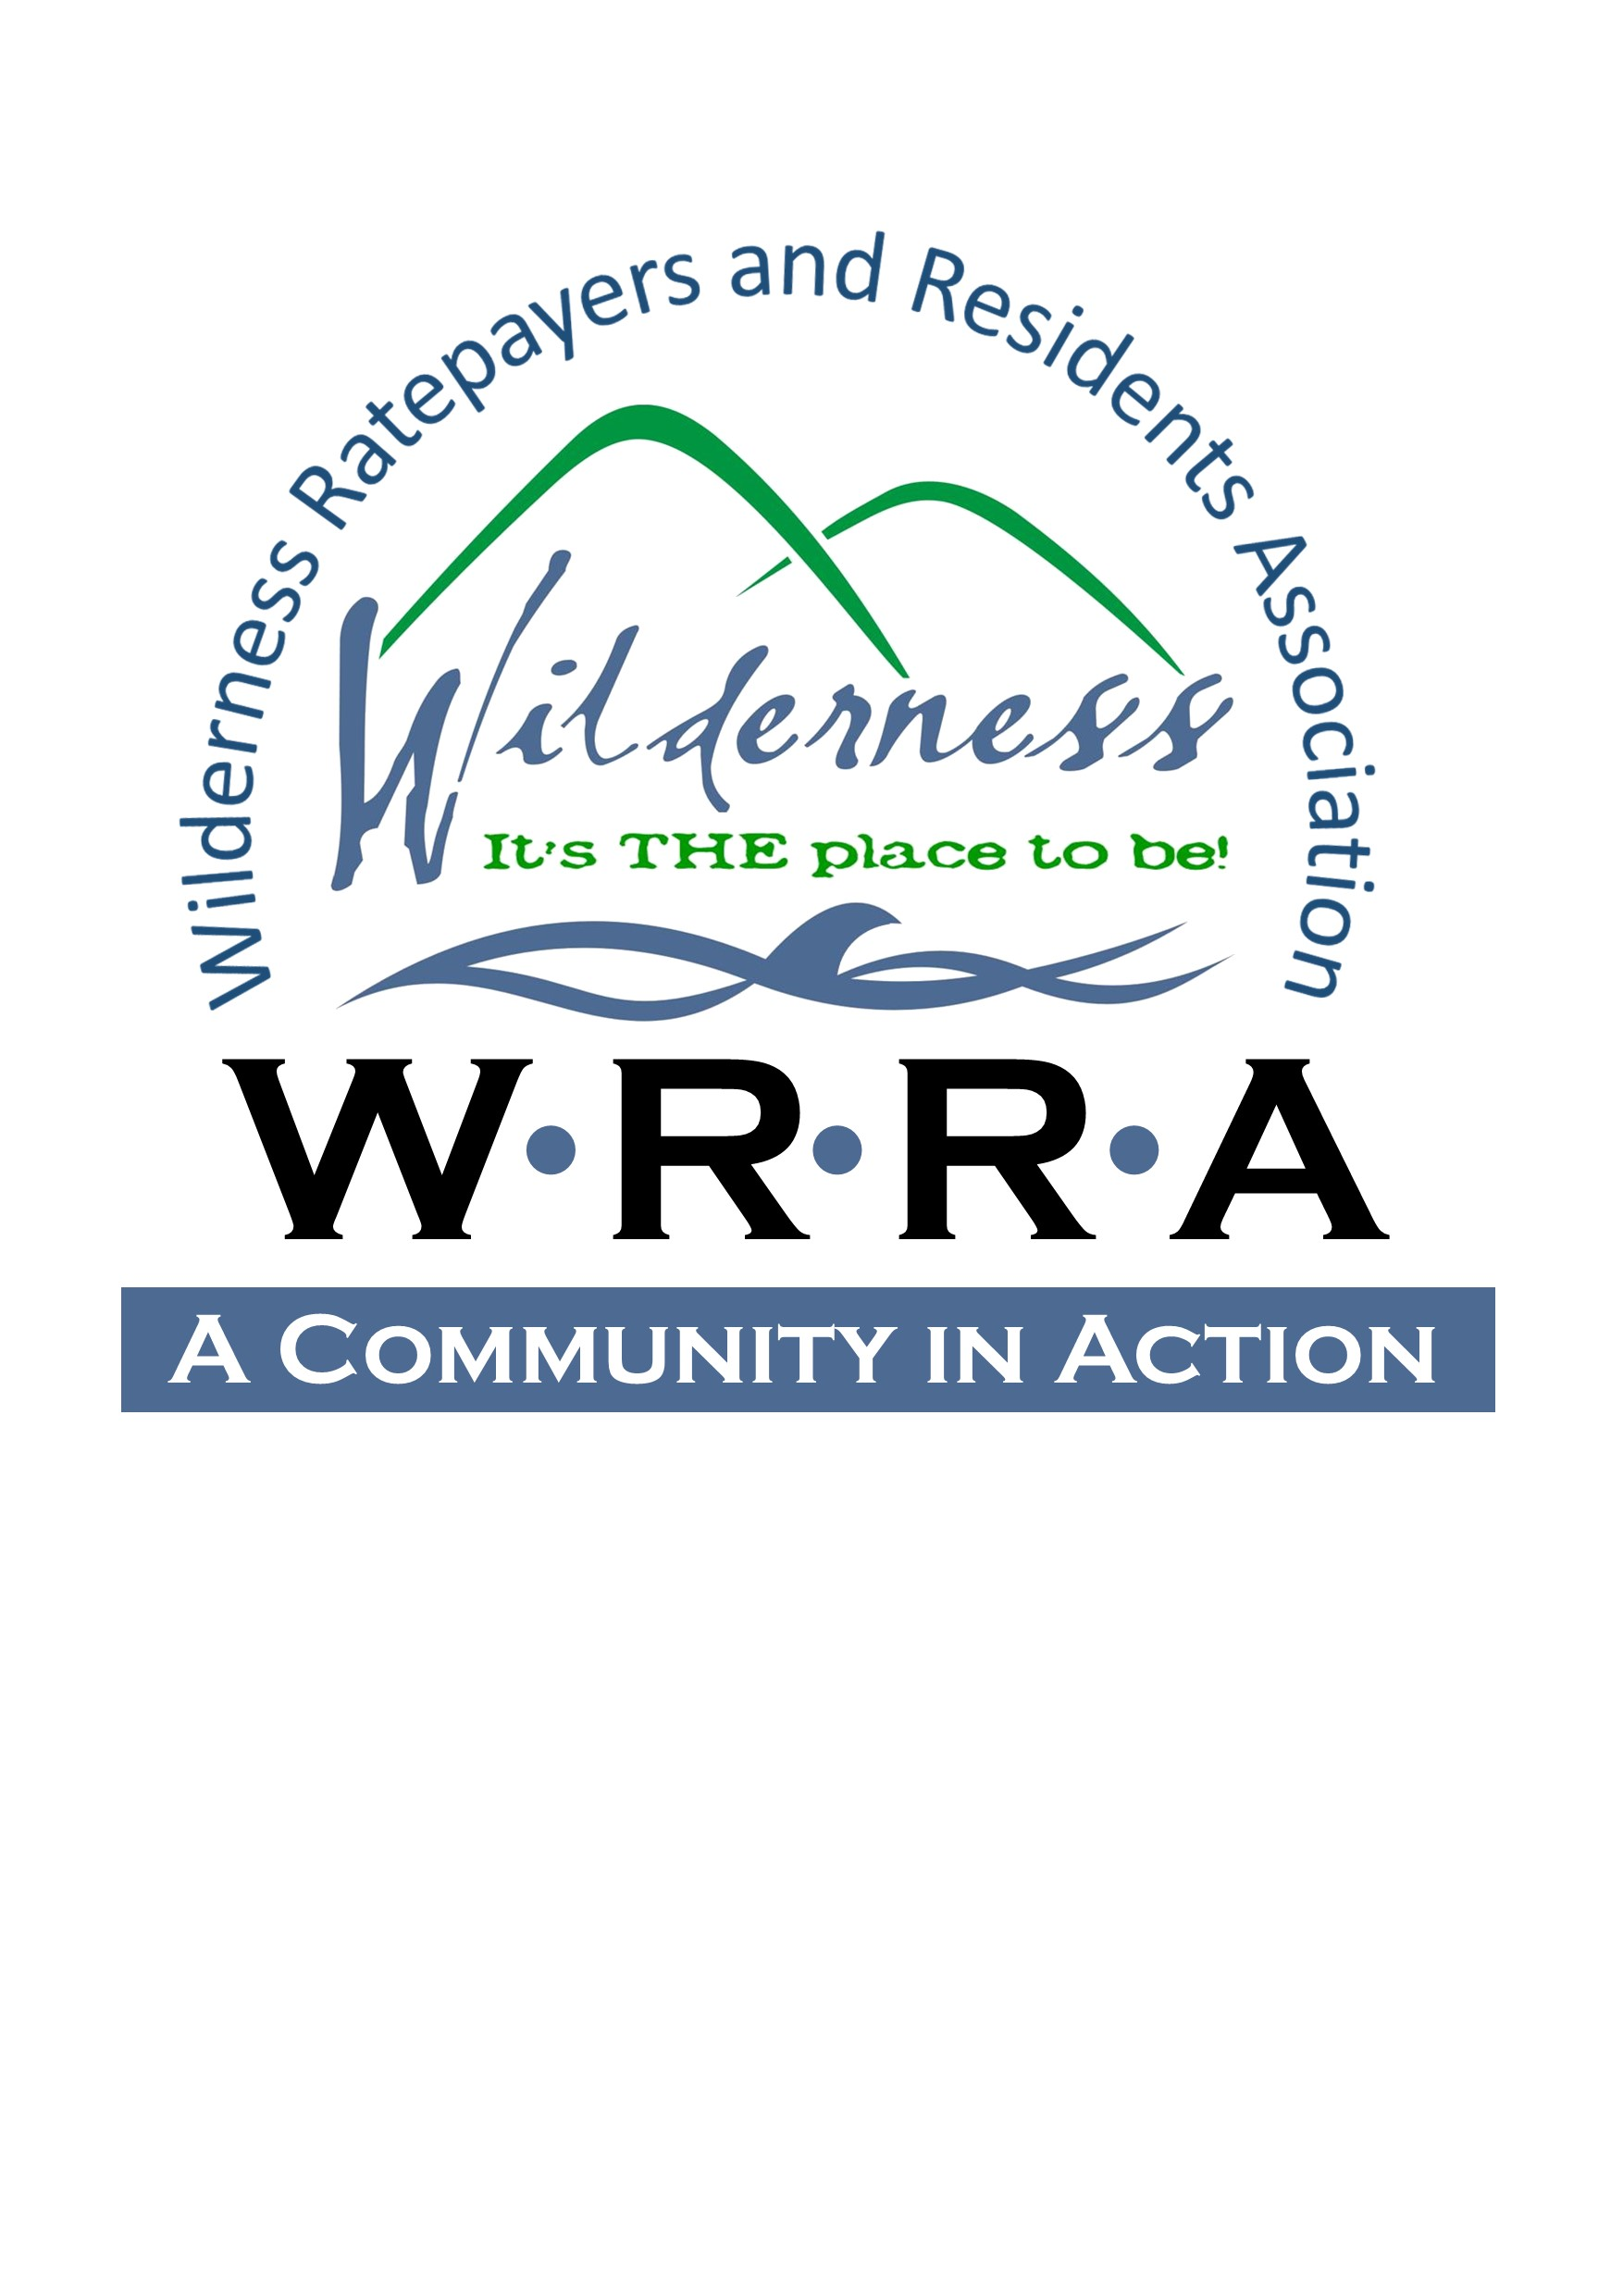 Wilderness Ratepayers and Residents Association
Wilderness
It's THE place to be!
W•R•R•A
A Community in Action